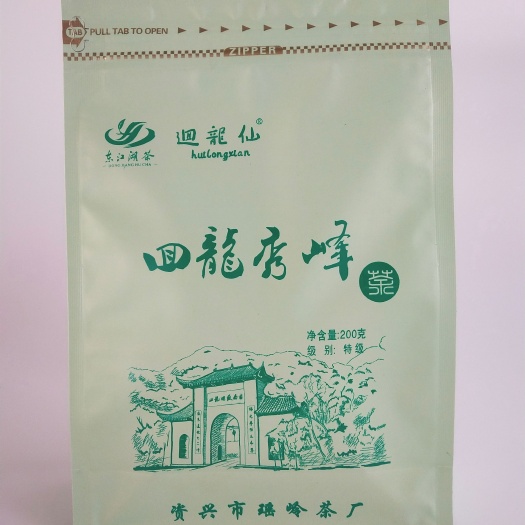 TAB PULL TAB TO OPEN
ZIPPER
东江湖茶
迴龍仙®
huilongxian
回龍秀峰
茶
净含量:200克
级 别: 特级
资兴市瑶岭茶厂